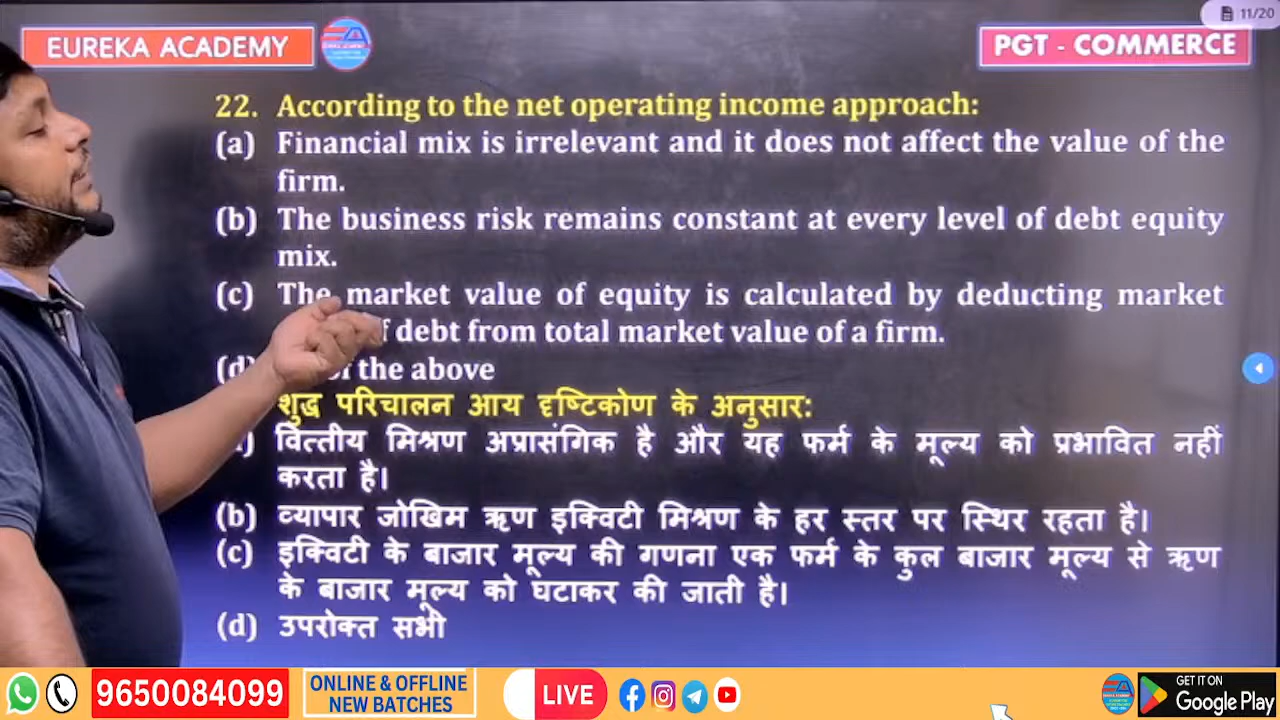 11/20
EUREKA ACADEMY
PGT - COMMERCE
22. According to the net operating income approach:
(a) Financial mix is irrelevant and it does not affect the value of the
firm.
(b) The business risk remains constant at every level of debt equity
mix.
(c) The market value of equity is calculated by deducting market
debt from total market value of a firm.
(d) of the above
शुद्ध परिचालन आय दृष्टिकोण के अनुसार:
वित्तीय मिश्रण अप्रासंगिक है और यह फर्म के मूल्य को प्रभावित नहीं
करता है।
(b) व्यापार जोखिम ऋण इक्विटी मिश्रण के हर स्तर पर स्थिर रहता है।
(c) इक्विटी के बाजार मूल्य की गणना एक फर्म के कुल बाजार मूल्य से ऋण
के बाजार मूल्य को घटाकर की जाती है।
(d) उपरोक्त सभी
9650084099
ONLINE & OFFLINE
NEW BATCHES
LIVE
GET IT ON
Google Play